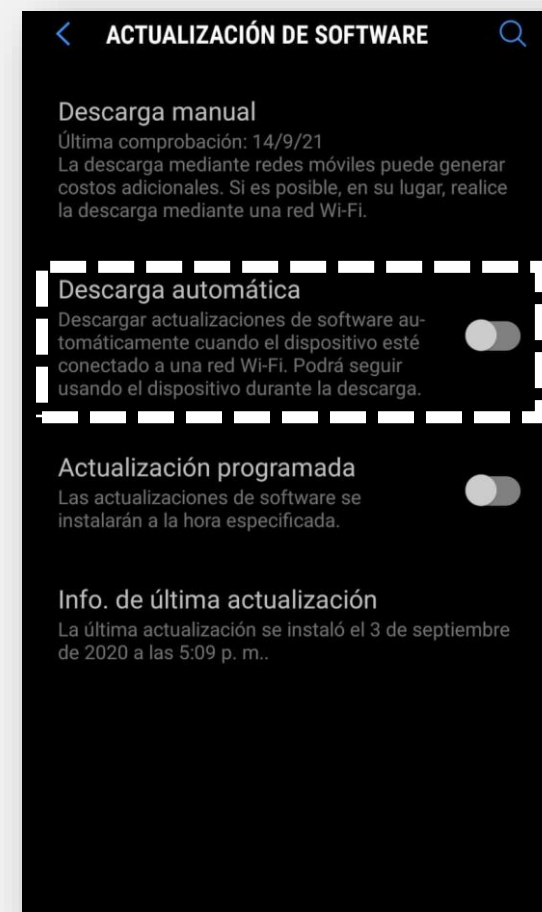 ACTUALIZACIÓN DE SOFTWARE
Descarga manual
Última comprobación: 14/9/21
La descarga mediante redes móviles puede generar
costos adicionales. Si es posible, en su lugar, realice
la descarga mediante una red Wi-Fi.
Descarga automática
Descargar actualizaciones de software au-
tomáticamente cuando el dispositivo esté
conectado a una red Wi-Fi. Podrá seguir
usando el dispositivo durante la descarga.
Actualización programada
Las actualizaciones de software se
instalarán a la hora especificada.
Info. de última actualización
La última actualización se instaló el 3 de septiembre
de 2020 a las 5:09 p. m..